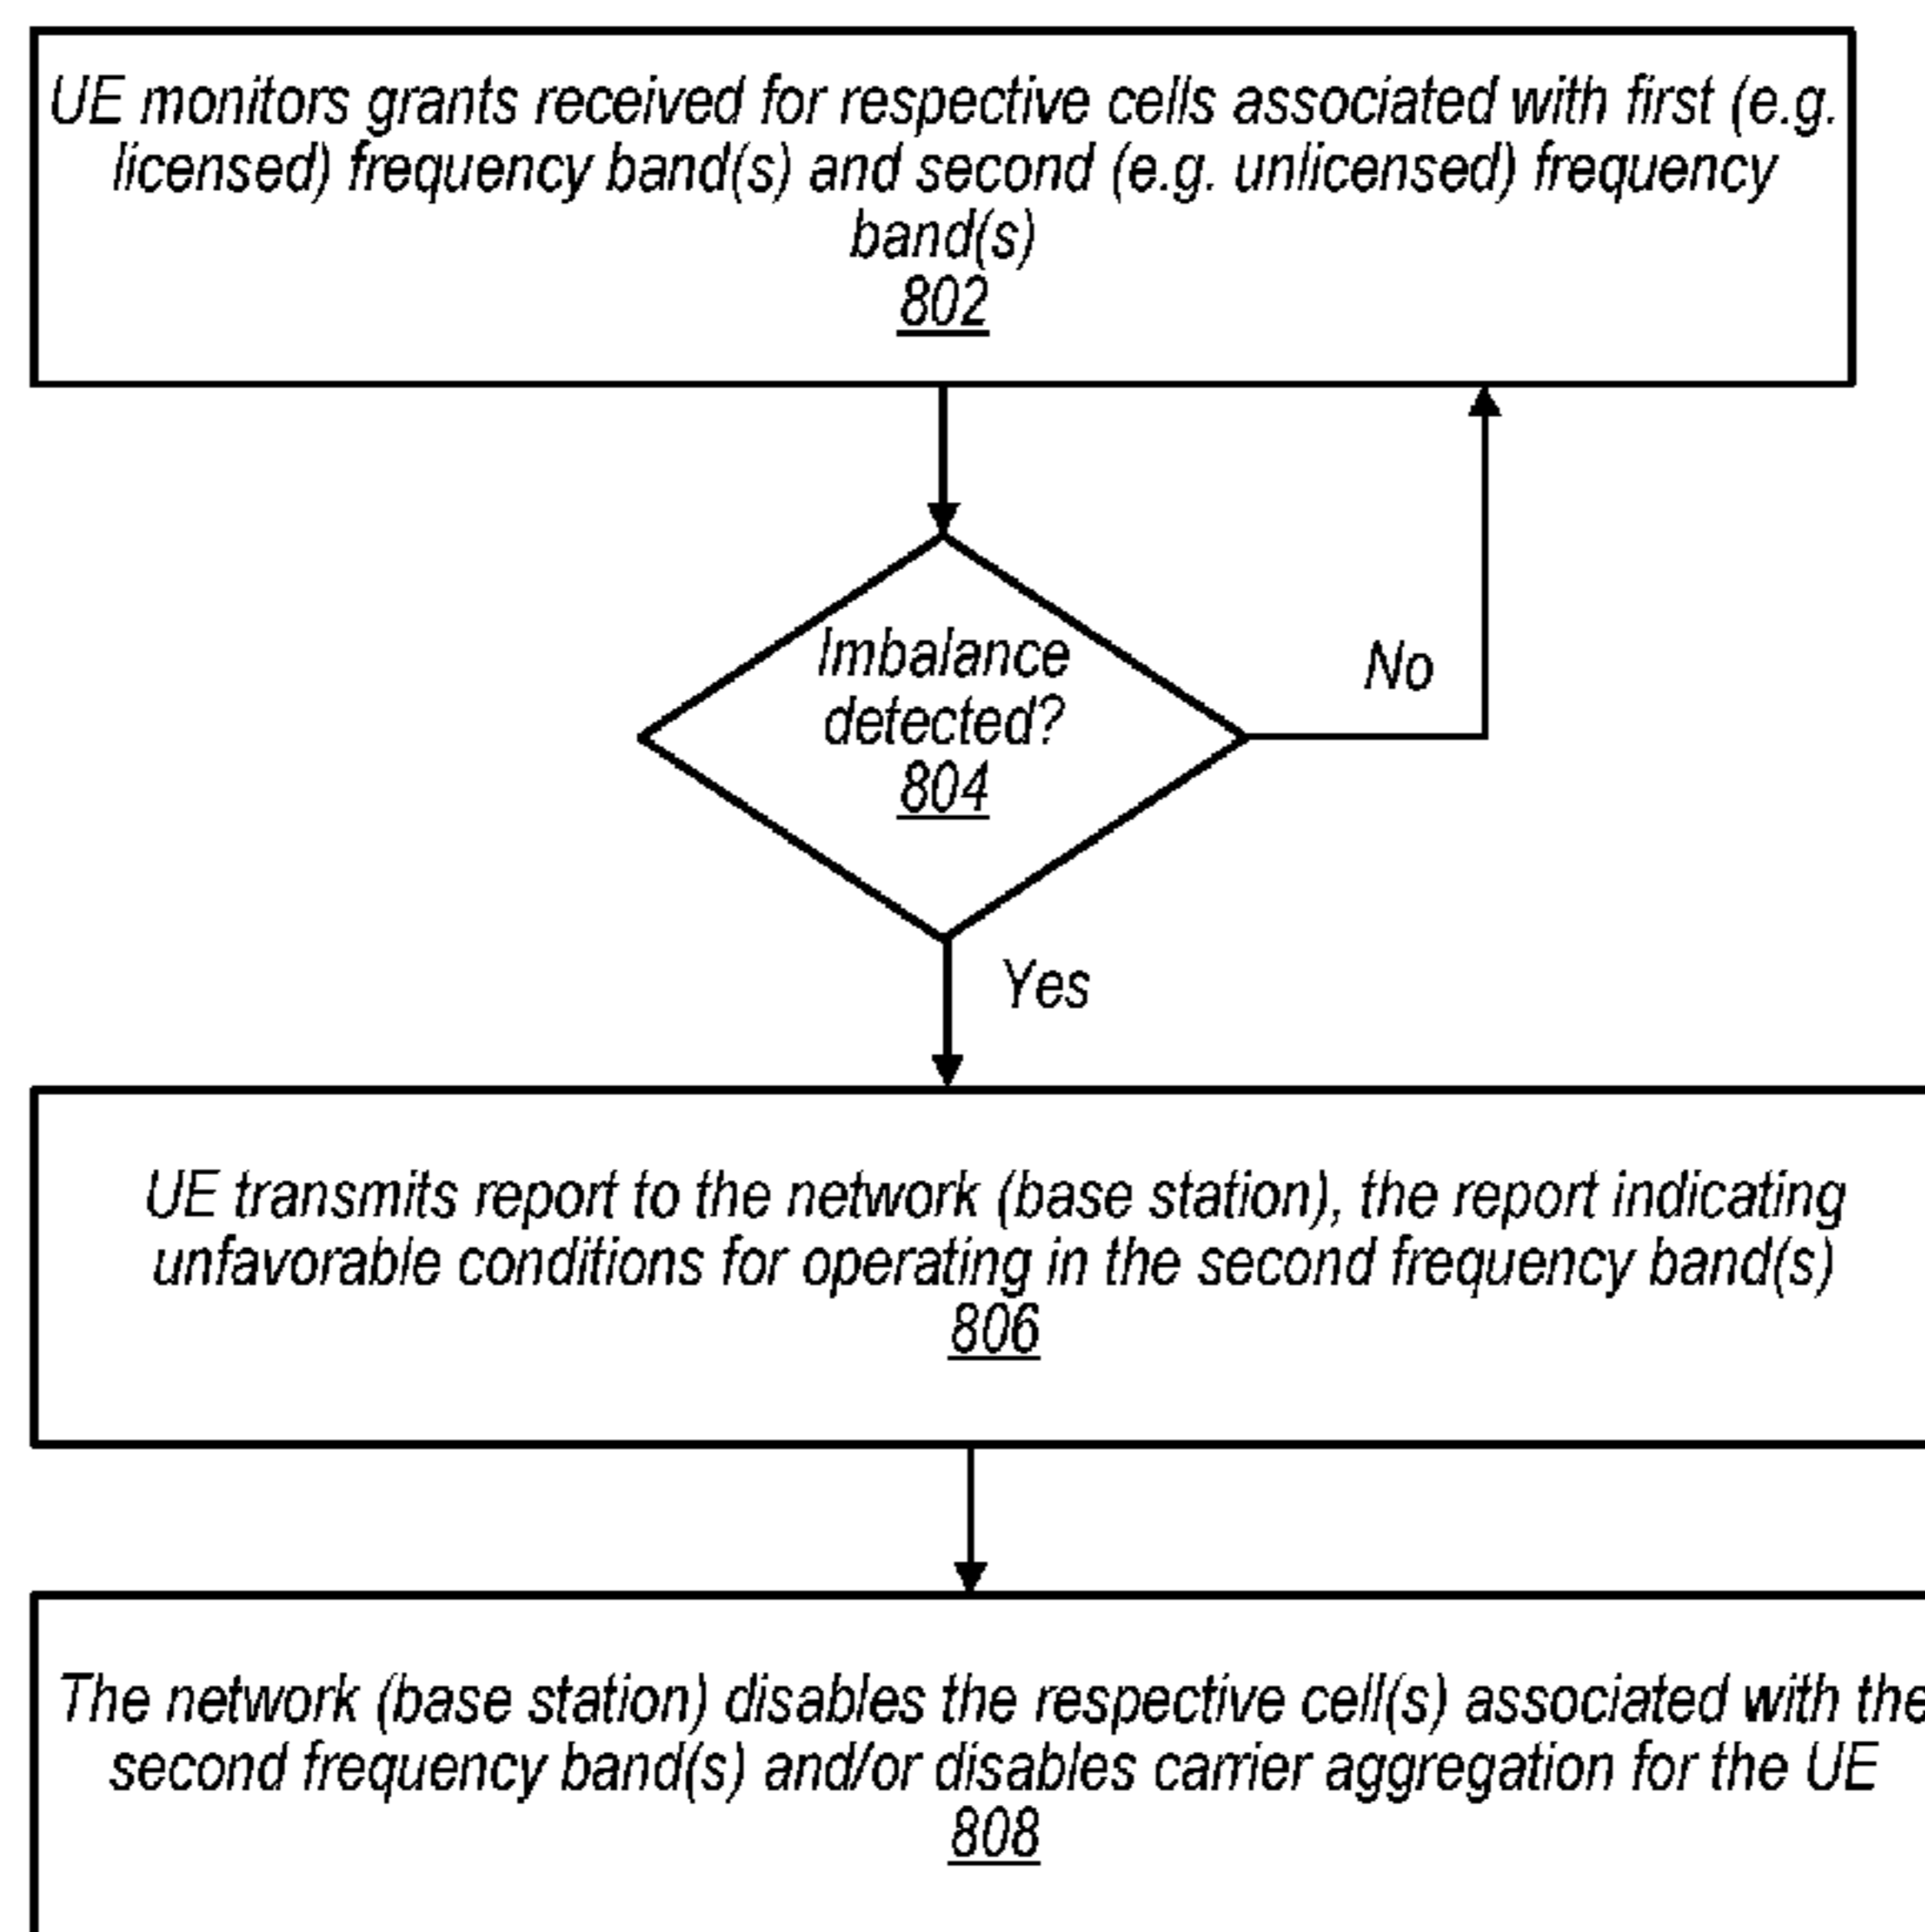 UE monitors grants received for respective cells associated with first (e.g.
licensed) frequency band(s) and second (e.g. unlicensed) frequency
band(s)
802
Imbalance
detected?
804
No
Yes
UE transmits report to the network (base station), the report indicating
unfavorable conditions for operating in the second frequency band(s)
806
The network (base station) disables the respective cell(s) associated with the
second frequency band(s) and/or disables carrier aggregation for the UE
808